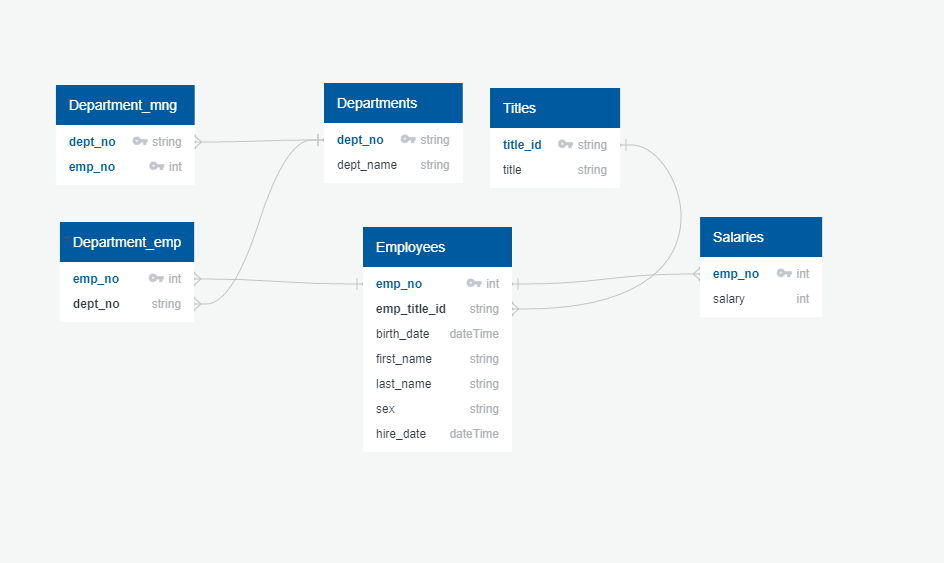 Department_mng
dept_no string
emp_no int
Departments
dept_no string
dept_name string
Titles
title_id string
title string
Department_emp
emp_no int
dept_no string
Employees
emp_no int
emp_title_id string
birth_date dateTime
first_name string
last_name string
sex string
hire_date dateTime
Salaries
emp_no int
salary int